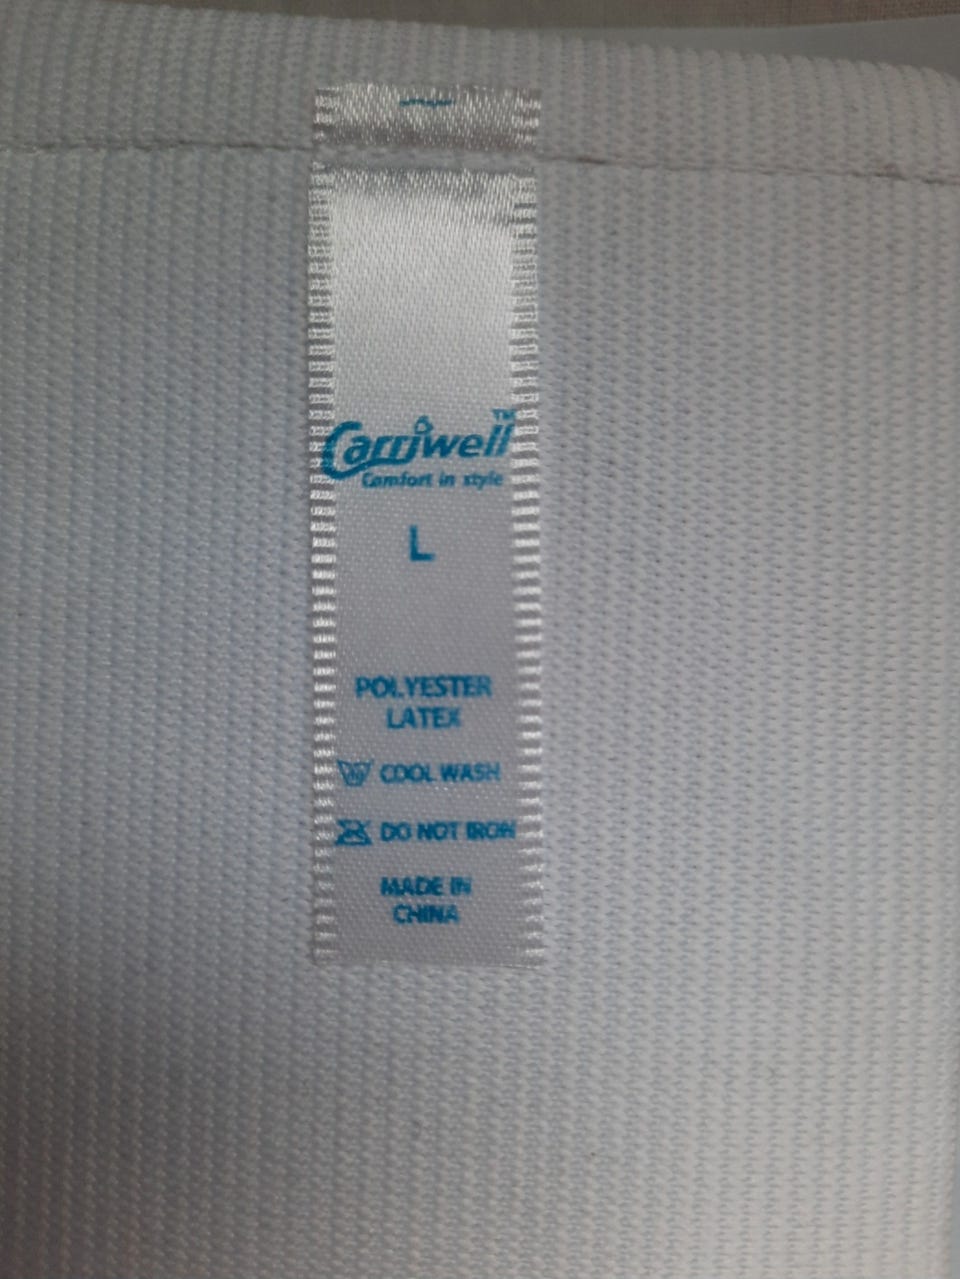 Carriwell™
Comfort in style
L
POLYESTER
LATEX
COOL WASH
DO NOT IRON
MADE IN
CHINA